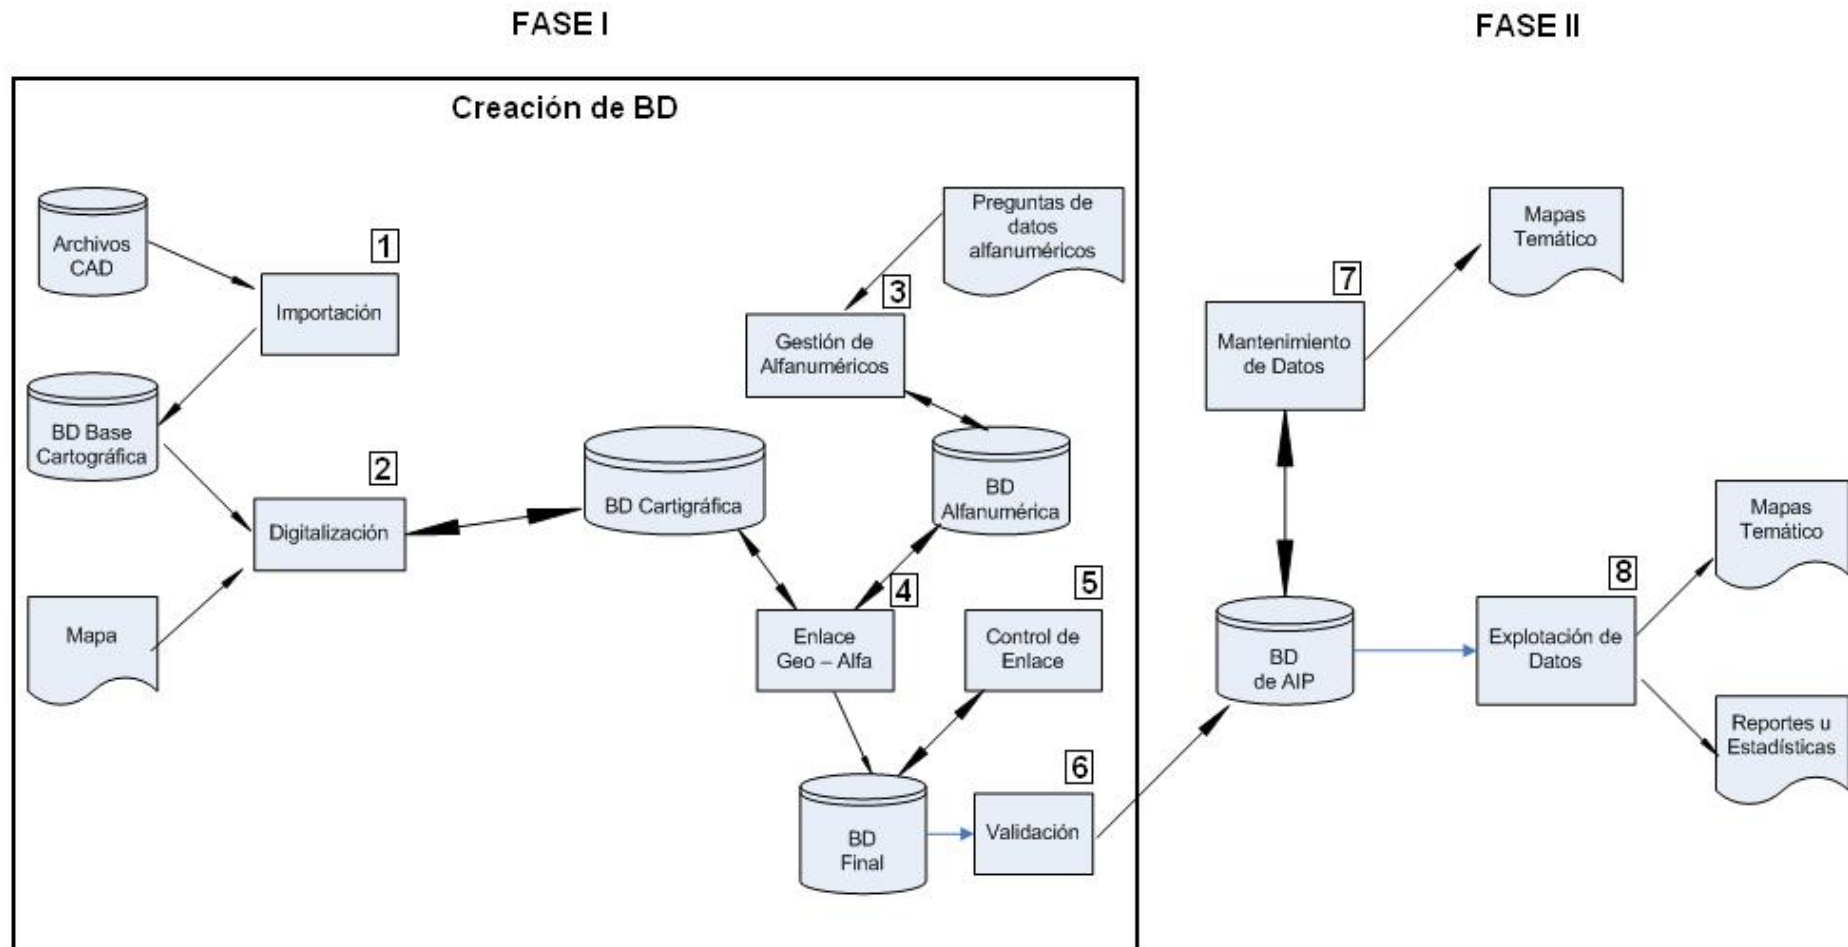 FASE I
FASE II
Creación de BD
Archivos
CAD
1
Importación
BD Base
Cartográfica
2
Digitalización
Mapa
BD Cartigráfica
Preguntas de
datos
alfanuméricos
3
Gestión de
Alfanuméricos
BD
Alfanumérica
4
Enlace
Geo – Alfa
5
Control de
Enlace
BD
Final
6
Validación
7
Mantenimiento
de Datos
Mapas
Temático
BD
de AIP
8
Explotación de
Datos
Mapas
Temático
Reportes u
Estadísticas